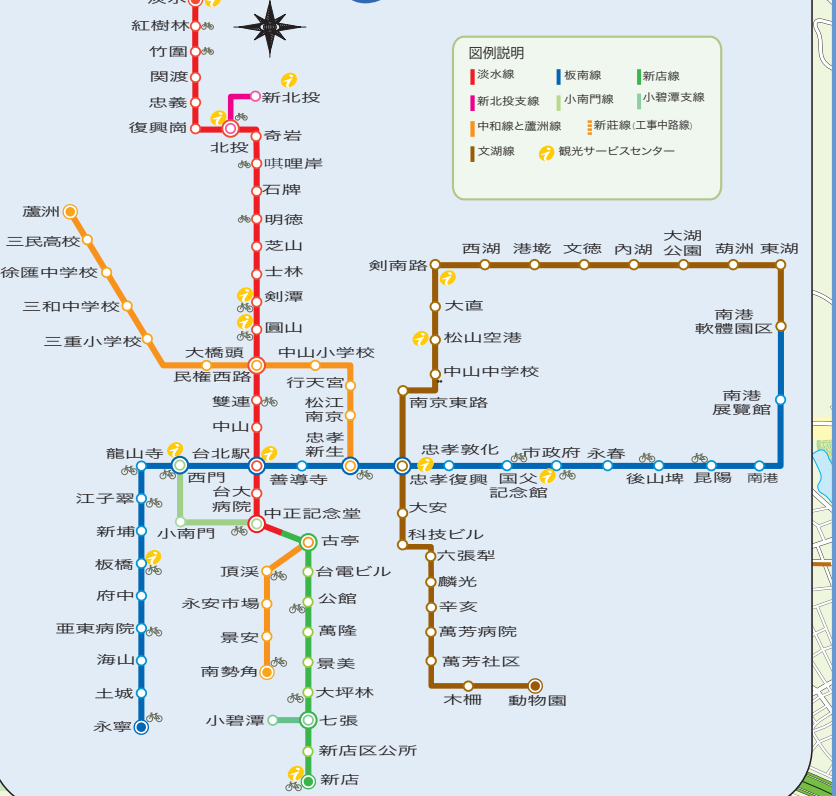 淡水
紅樹林
竹圍
関渡
忠義
復興崗
北投
新北投
奇岩
唭哩岸
石牌
明徳
芝山
士林
剣潭
圓山
図例説明
淡水線
板南線
新店線
新北投支線
小南門線
小碧潭支線
中和線と蘆洲線
新莊線(工事中路線)
文湖線
観光サービスセンター
蘆洲
三民高校
徐匯中学校
三和中学校
三重小学校
大橋頭
民権西路
中山小学校
行天宮
松江
南京
忠孝
新生
雙連
中山
台北駅
善導寺
西門
龍山寺
剣南路
西湖
港墘
文徳
內湖
大湖
公園
葫洲
東湖
大直
松山空港
中山中学校
南京東路
南港
軟體園区
南港
展覽館
忠孝敦化
忠孝復興
国父
記念館
市政府
永春
後山埤
昆陽
南港
江子翠
新埔
板橋
府中
亜東病院
海山
土城
永寧
小南門
台大
病院
中正記念堂
古亭
頂渓
永安市場
景安
南勢角
台電ビル
公館
萬隆
景美
大坪林
小碧潭
七張
新店区公所
新店
大安
科技ビル
六張犁
麟光
辛亥
萬芳病院
萬芳社区
木柵
動物園